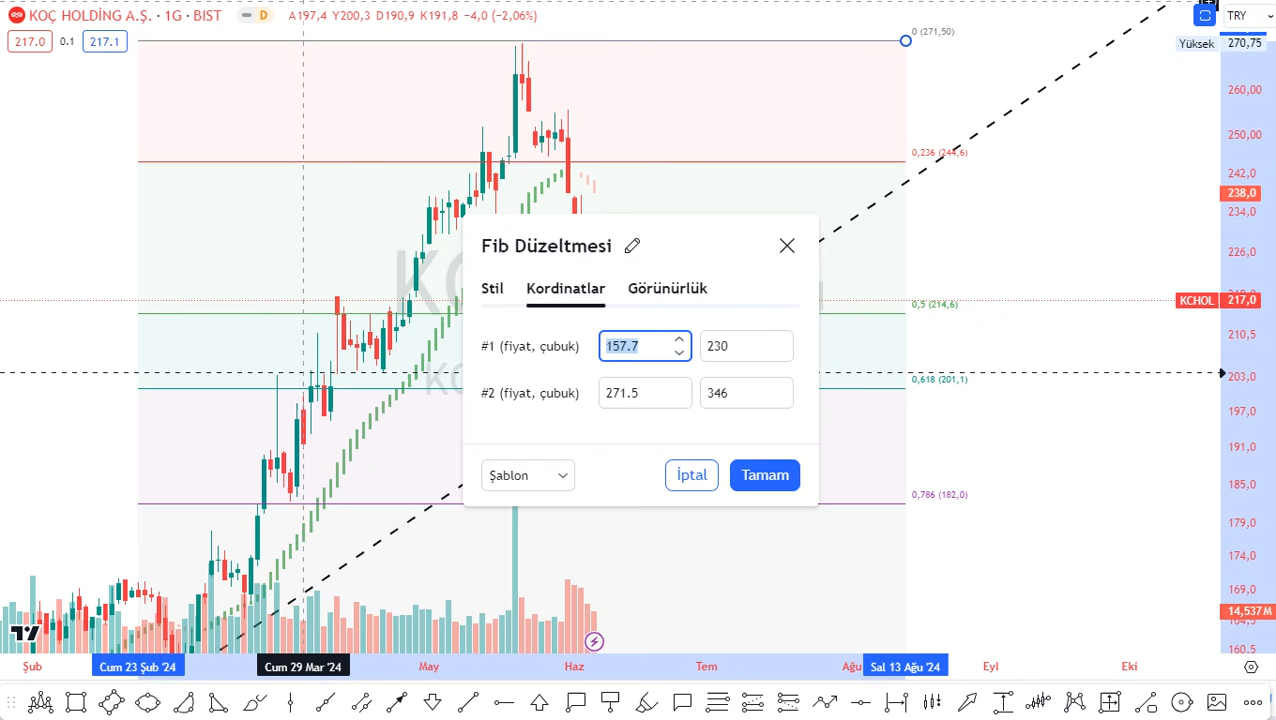 KOÇ HOLDİNG A.Ş. · 1G · BIST D A197,4 Y200,3 D190,9 K191,8 −4,0 (−2,06%)
TRY
217.0 0.1 217.1
0 (271,50)
Yüksek 270,75
260,00
250,00
0,236 (244,6)
242,0
238,0
234,0
226,0
Fib Düzeltmesi
Stil Kordinatlar Görünürlük
KCHOL 217,0
0,5 (214,6)
210,5
#1 (fiyat, çubuk) 157.7 230
0,618 (201,1)
203,0
#2 (fiyat, çubuk) 271.5 346
197,0
191,0
Şablon İptal Tamam
185,0
0,786 (182,0)
179,0
174,0
169,0
14,537M
160.5
Şub Cum 23 Şub '24 Cum 29 Mar '24 May Haz Tem Ağu Sal 13 Ağu '24 Eyl Eki